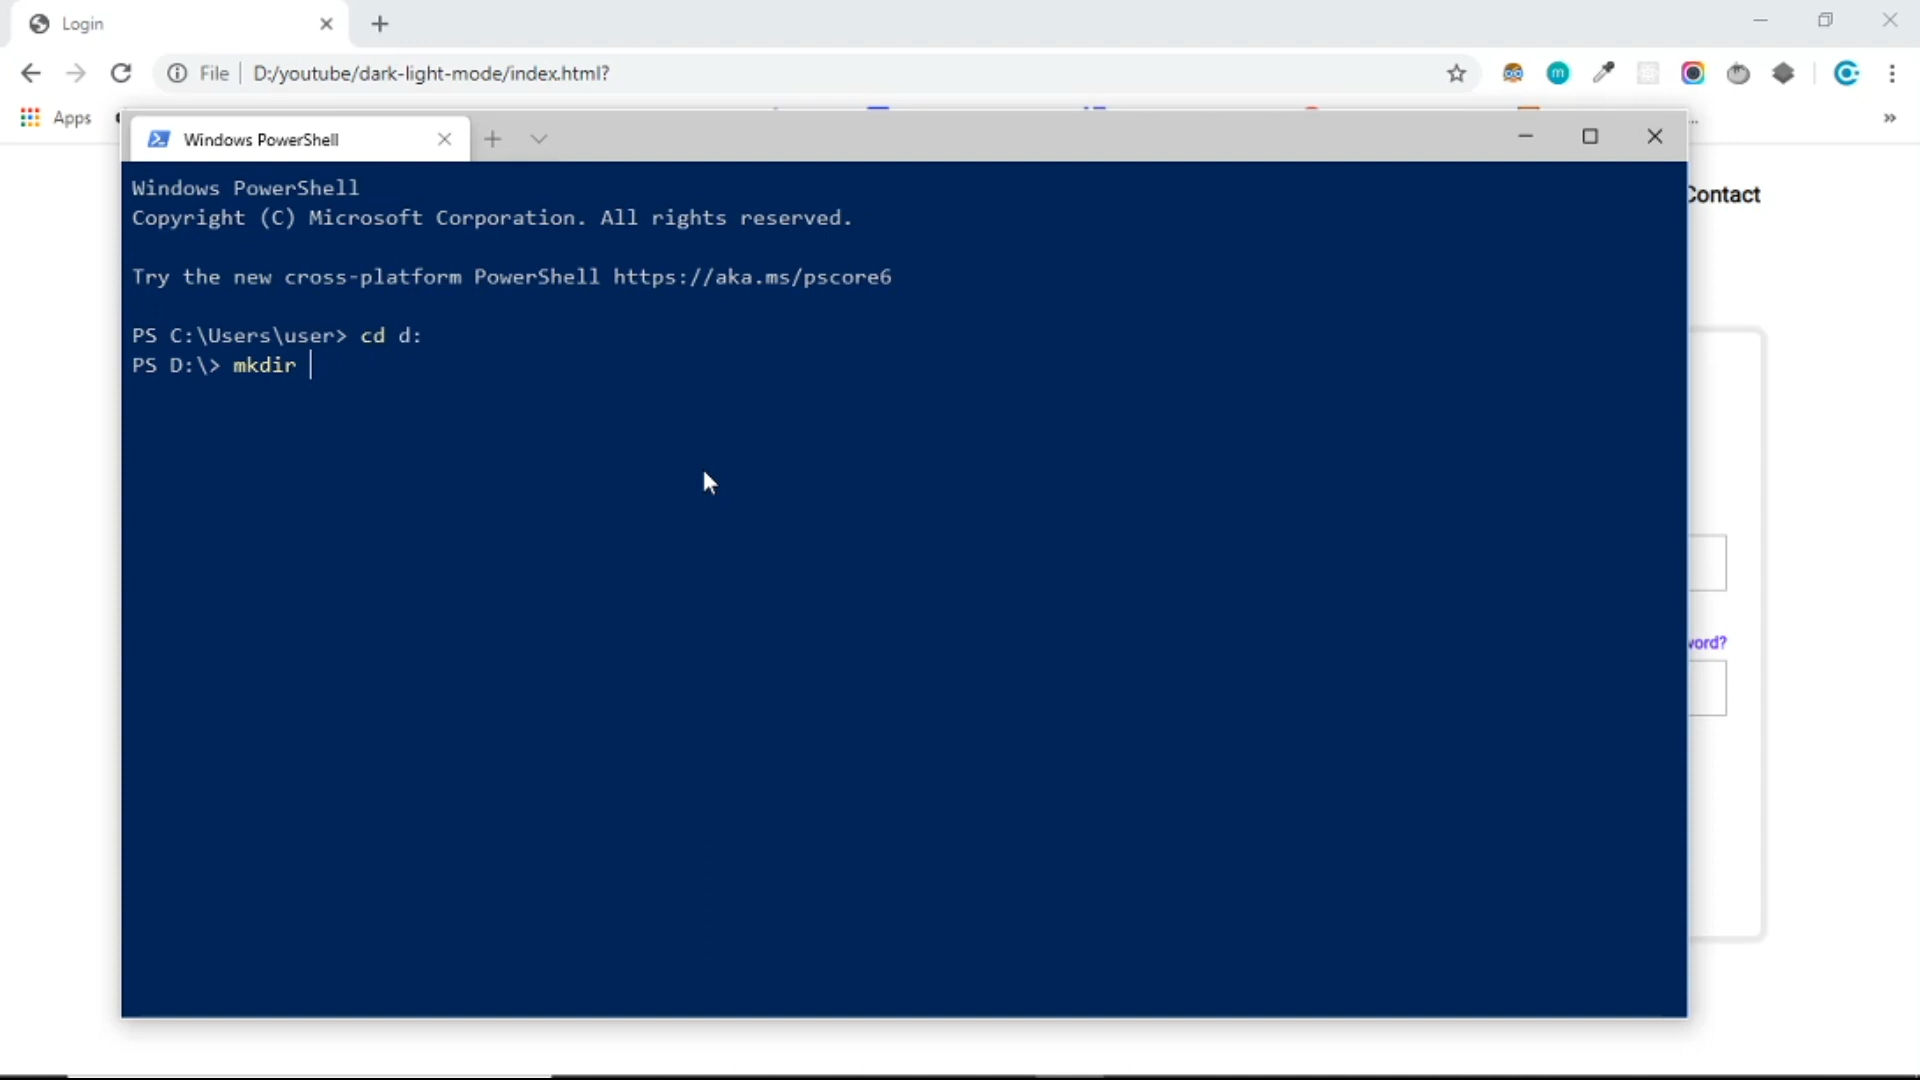 Login
File
D:/youtube/dark-light-mode/index.html?
m
Apps
Windows PowerShell
Windows PowerShell
Copyright (C) Microsoft Corporation. All rights reserved.
Contact
Try the new cross-platform PowerShell https://aka.ms/pscore6
PS C:\Users\user> cd d:
PS D:\> mkdir
word?